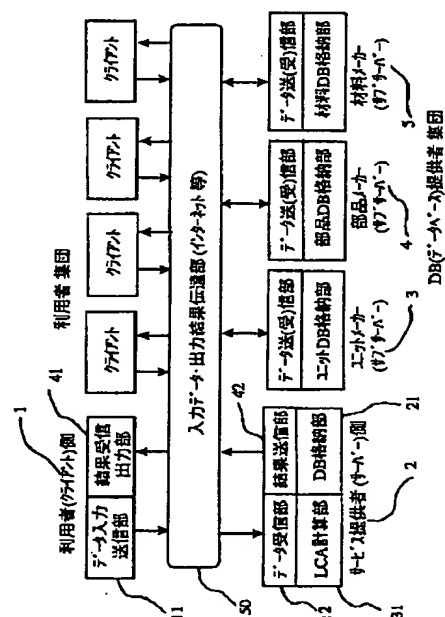 利用者 集団
利用者(クライアント)側
1
41
データ入力
送信部
結果受信
出力部
11
クライアント
クライアント
クライアント
クライアント
入力データ・出力結果伝達部(インターネット 等)
50
42
データ受信部
結果送信部
LCA計算部
DB格納部
サービス提供者(サーバー)側
31
2
21
データ送(受)信部
ユニットDB格納部
ユニットメーカー
(サブサーバー)
3
データ送(受)信部
部品DB格納部
部品メーカー
(サブサーバー)
4
データ送(受)信部
材料DB格納部
材料メーカー
(サブサーバー)
5
DB(データベース)提供者 集団